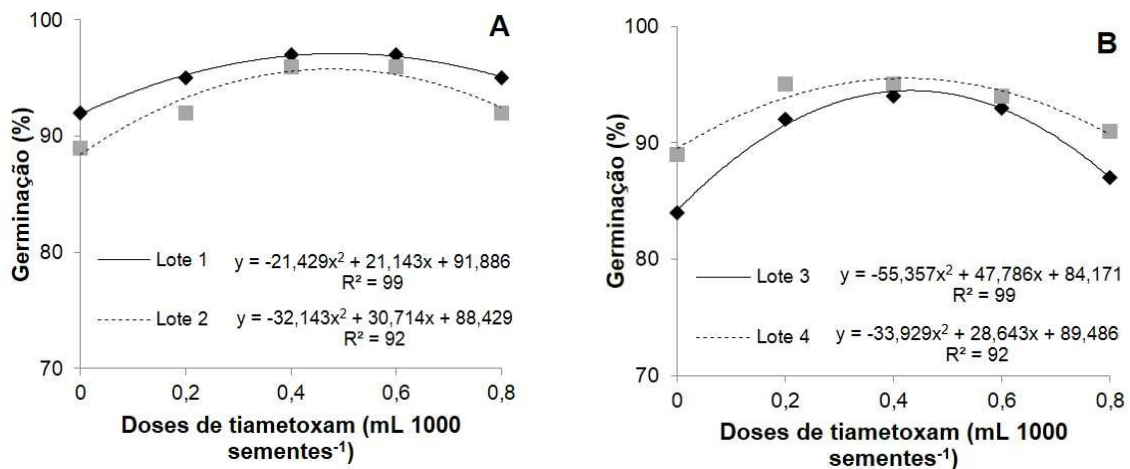 A
100
90
80
70
Germinação (%)
Lote 1 y = -21,429x² + 21,143x + 91,886
R² = 99
Lote 2 y = -32,143x² + 30,714x + 88,429
R² = 92
0 0,2 0,4 0,6 0,8
Doses de tiametoxam (mL 1000
sementes⁻¹)
B
100
90
80
70
Germinação (%)
Lote 3 y = -55,357x² + 47,786x + 84,171
R² = 99
Lote 4 y = -33,929x² + 28,643x + 89,486
R² = 92
0 0,2 0,4 0,6 0,8
Doses de tiametoxam (mL 1000
sementes⁻¹)